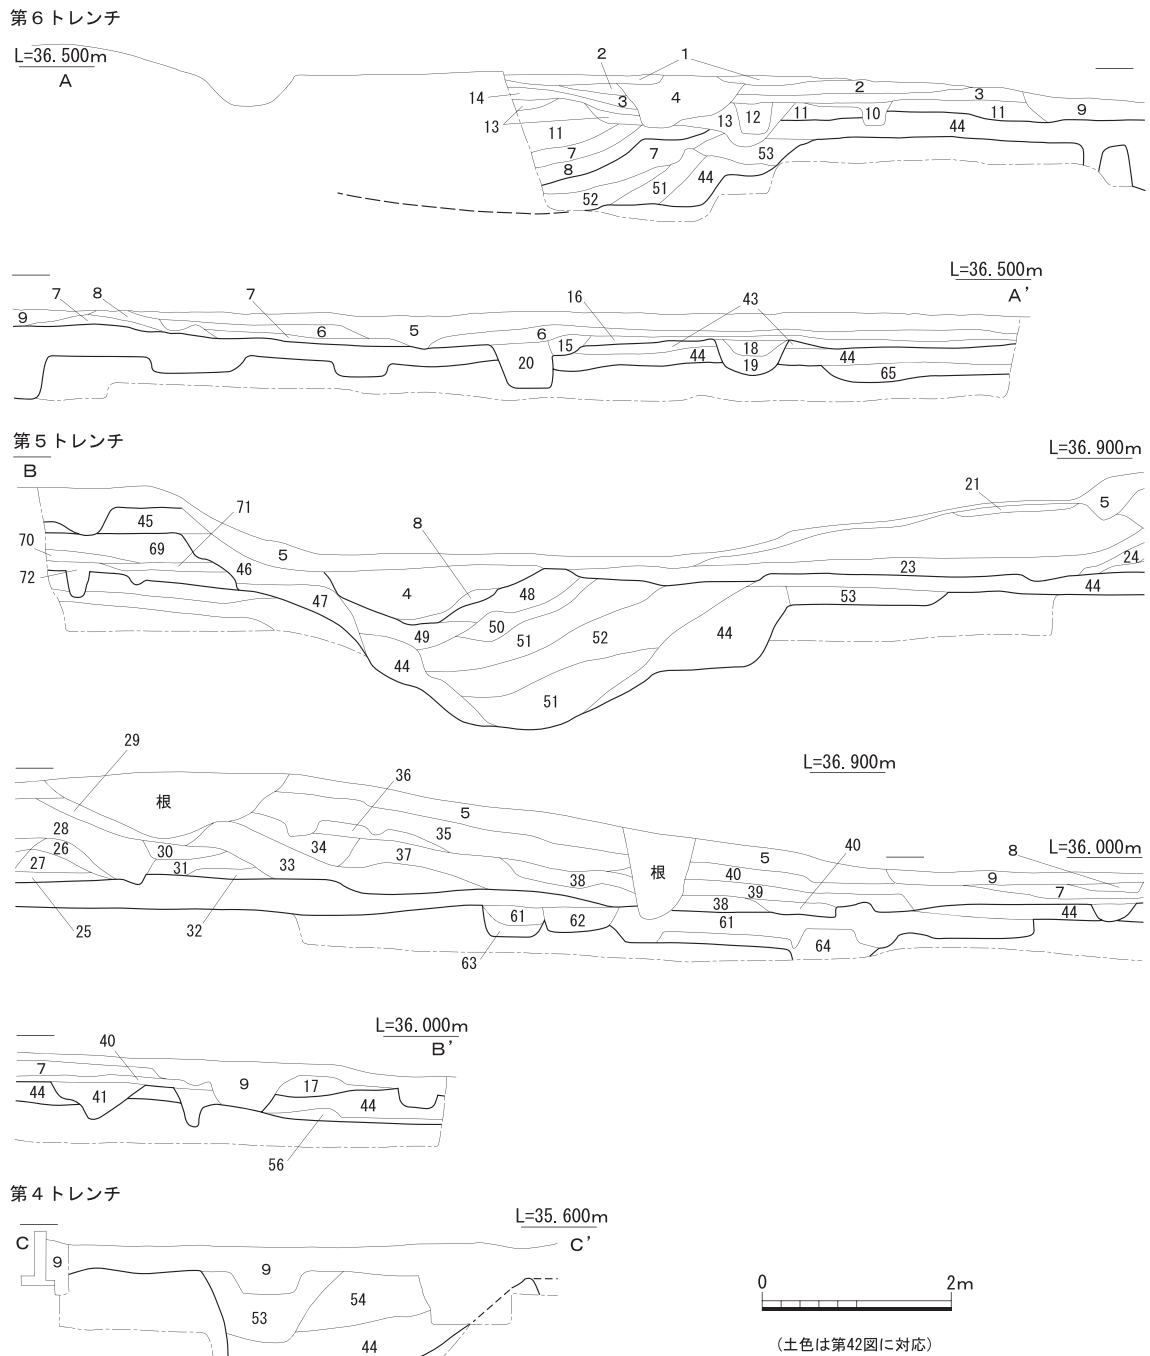 第6トレンチ
L=36.500m
A
2 1
14 3 4 2 3 9
13 11 13 12 11 10 11
44
7 7 53
8 44
51
52
L=36.500m
A’
7 8 7 16 43
9 6 5 6 15 18
20 44 19 44 65
第5トレンチ
B
L=36.900m
71 21
45 8 5
70 69 5 24
72 46 23
47 4 48 44
53
49 50 51 52 44
44
51
29
L=36.900m
36
根 5
28 35 40 8 L=36.000m
26 34 5
27 30 33 37 根 40 9
31 38 39 7
38 44
25 32 61 62 61
64
63
L=36.000m
B’
40
7 9 17
44 41 44
56
第4トレンチ
L=35.600m
C C’
9 9
54
53
44
0 2m
(土色は第42図に対応)